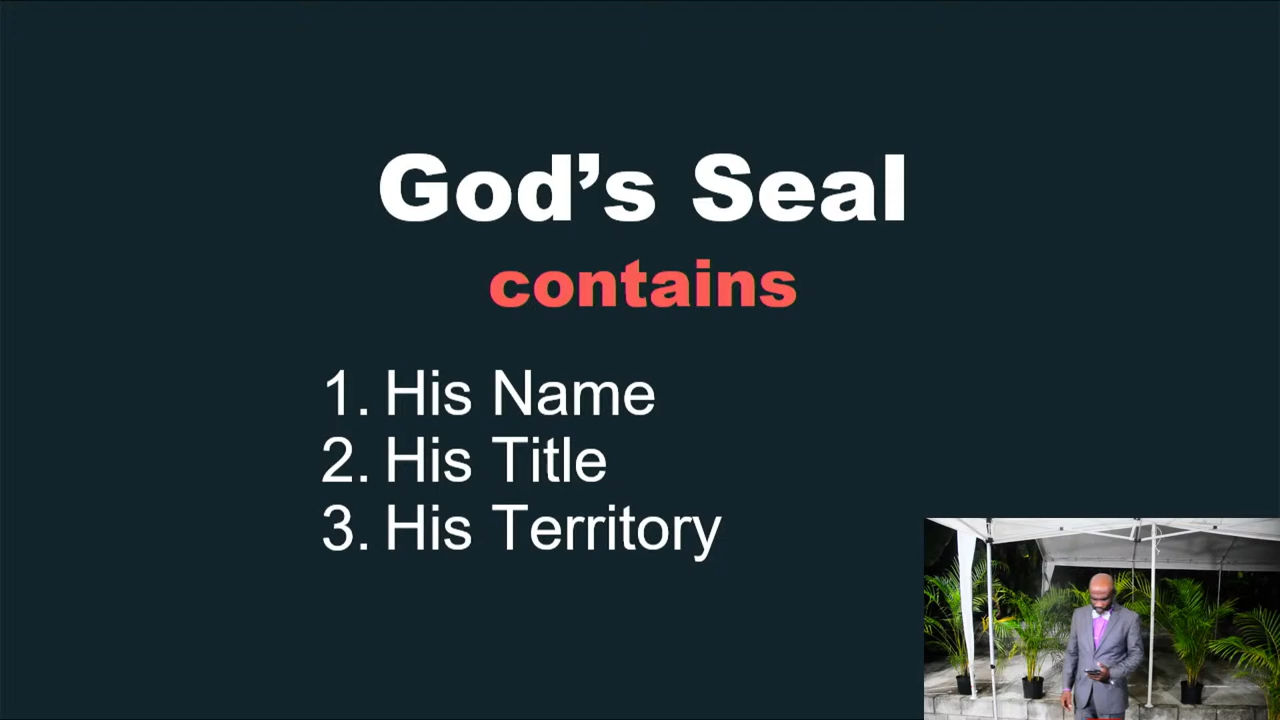 God’s Seal
contains
1. His Name
2. His Title
3. His Territory